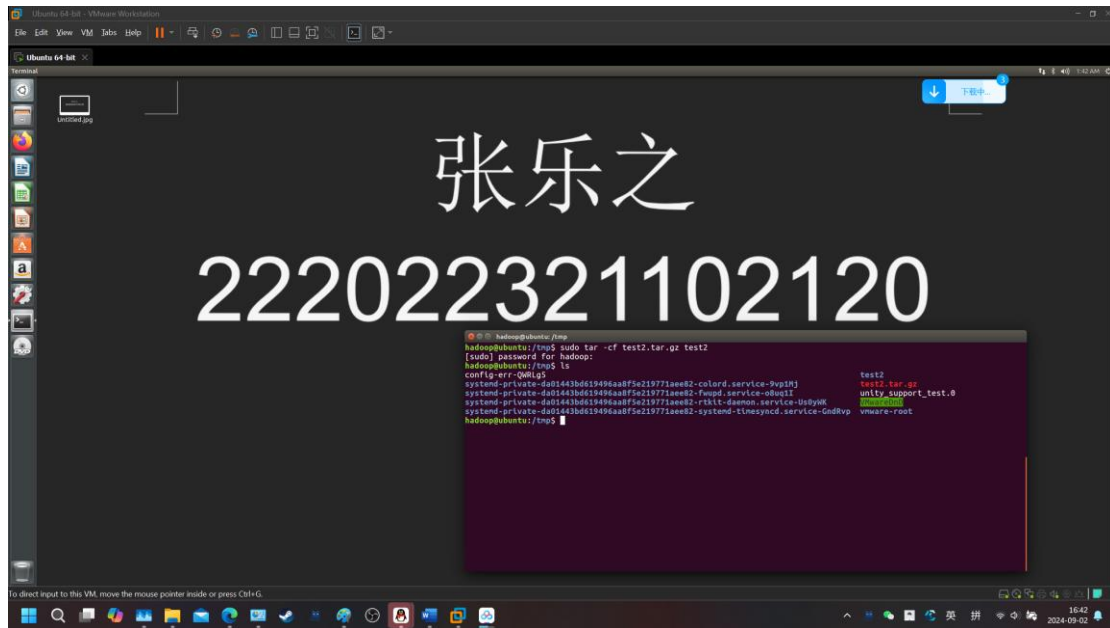 Ubuntu 64-bit - VMware Workstation
File Edit View VM Tabs Help
Ubuntu 64-bit
Terminal
1:42 AM
Untitled.jpg
3
下载中...
张乐之
222022321102120
hadoop@ubuntu: /tmp
hadoop@ubuntu:/tmp$ sudo tar -cf test2.tar.gz test2
[sudo] password for hadoop:
hadoop@ubuntu:/tmp$ ls
config-err-QWRLg5 test2
systemd-private-da01443bd619496aa8f5e219771aee82-colord.service-9vp1Mj test2.tar.gz
systemd-private-da01443bd619496aa8f5e219771aee82-fwupd.service-o8uq1I unity_support_test.0
systemd-private-da01443bd619496aa8f5e219771aee82-rtkit-daemon.service-Us0yWK VMwareDnD
systemd-private-da01443bd619496aa8f5e219771aee82-systemd-timesyncd.service-GndRvp vmware-root
hadoop@ubuntu:/tmp$
To direct input to this VM, move the mouse pointer inside or press Ctrl+G.
英 拼
16:42
2024-09-02